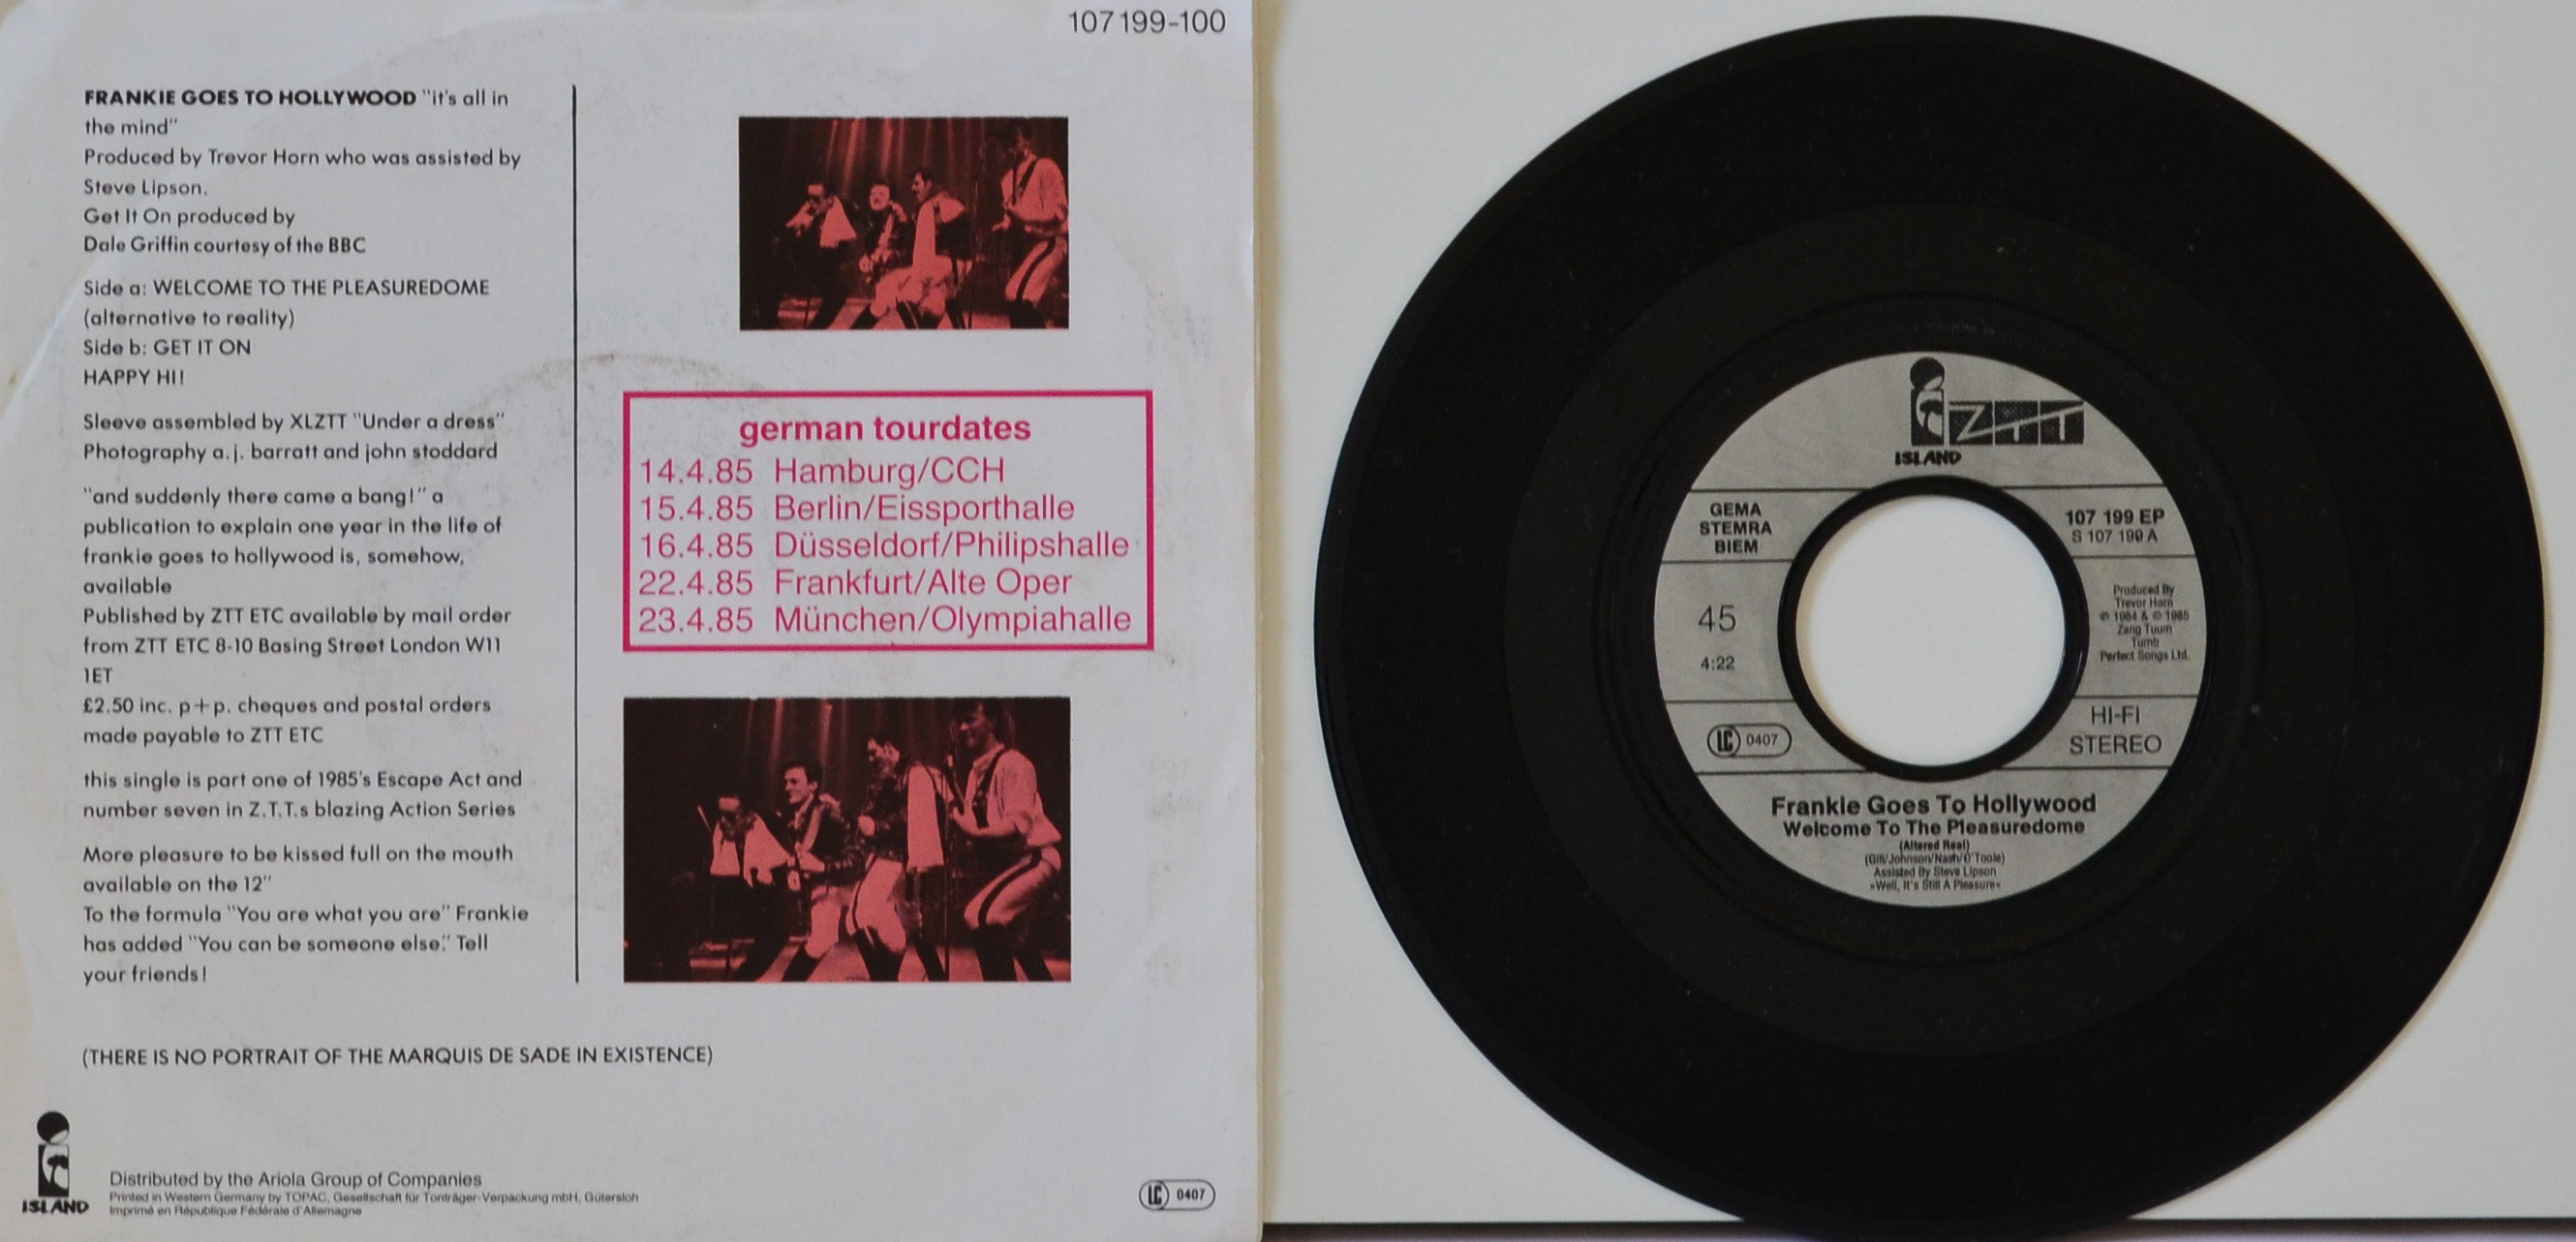 107 199-100
FRANKIE GOES TO HOLLYWOOD "it's all in
the mind"
Produced by Trevor Horn who was assisted by
Steve Lipson.
Get It On produced by
Dale Griffin courtesy of the BBC
Side a: WELCOME TO THE PLEASUREDOME
(alternative to reality)
Side b: GET IT ON
HAPPY HI!
Sleeve assembled by XLZTT "Under a dress"
Photography a.j. barratt and john stoddard
"and suddenly there came a bang!" a
publication to explain one year in the life of
frankie goes to hollywood is, somehow,
available
Published by ZTT ETC available by mail order
from ZTT ETC 8-10 Basing Street London W11
1ET
£2.50 inc. p+p. cheques and postal orders
made payable to ZTT ETC
this single is part one of 1985's Escape Act and
number seven in Z.T.T.s blazing Action Series
More pleasure to be kissed full on the mouth
available on the 12"
To the formula "You are what you are" Frankie
has added "You can be someone else." Tell
your friends!
(THERE IS NO PORTRAIT OF THE MARQUIS DE SADE IN EXISTENCE)
german tourdates
14.4.85 Hamburg/CCH
15.4.85 Berlin/Eissporthalle
16.4.85 Düsseldorf/Philipshalle
22.4.85 Frankfurt/Alte Oper
23.4.85 München/Olympiahalle
ISLAND
Distributed by the Ariola Group of Companies
Printed in Western Germany by TOPAC, Gesellschaft für Tonträger-Verpackung mbH, Gütersloh
Imprimé en République Fédérale d'Allemagne
LC 0407
ZTT
ISLAND
GEMA
STEMRA
BIEM
107 199 EP
S 107 199 A
45
4:22
Produced By
Trevor Horn
℗ 1984 & © 1985
Zang Tuum
Tumb
Perfect Songs Ltd.
LC 0407
HI-FI
STEREO
Frankie Goes To Hollywood
Welcome To The Pleasuredome
(Altered Real)
(Gill/Johnson/Nash/O'Toole)
Assisted By Steve Lipson
»Well, It's Still A Pleasure«